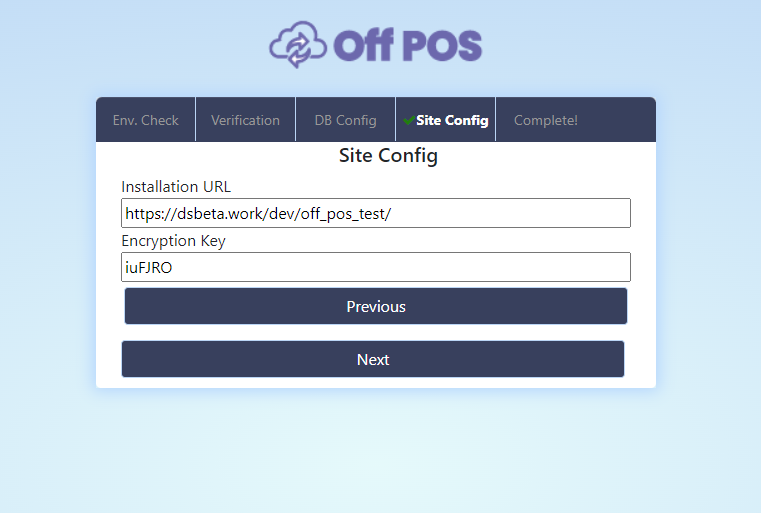 Off POS
Env. Check Verification DB Config Site Config Complete!
Site Config
Installation URL
https://dsbeta.work/dev/off_pos_test/
Encryption Key
iuFJRO
Previous
Next